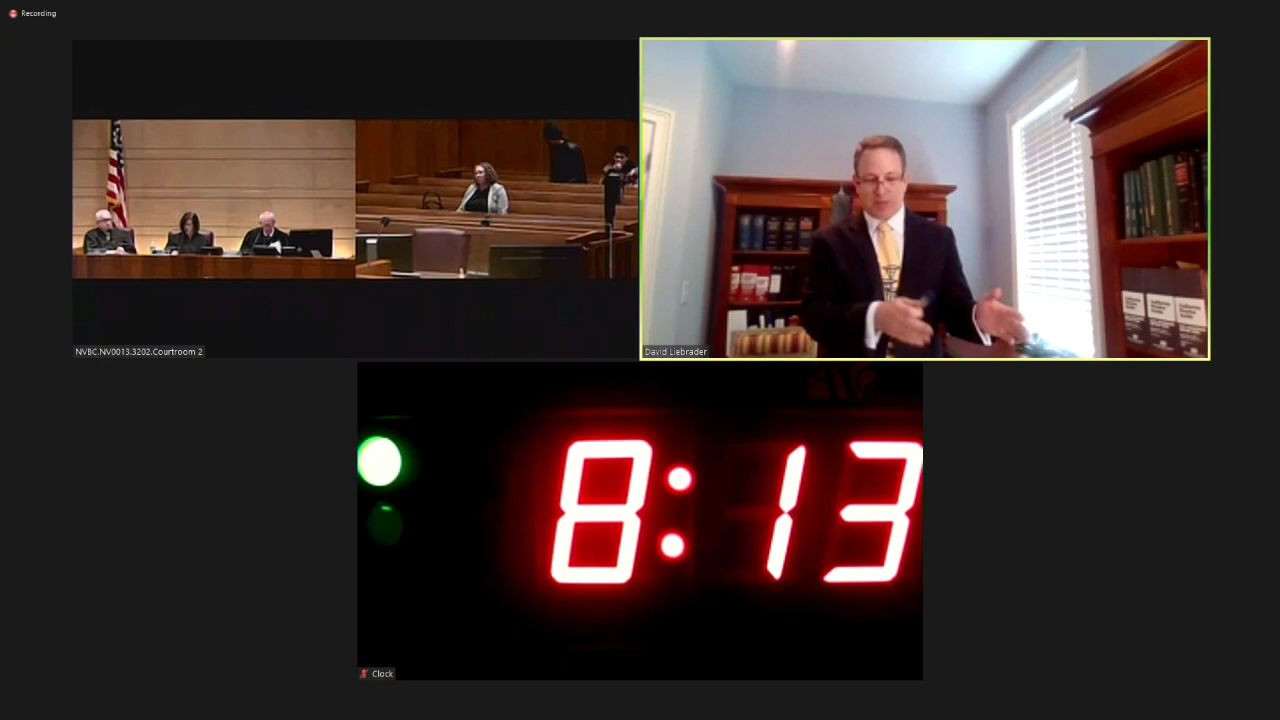 Recording
NVBC.NV0013.3202.Courtroom 2
David Liebrader
8:13
Clock